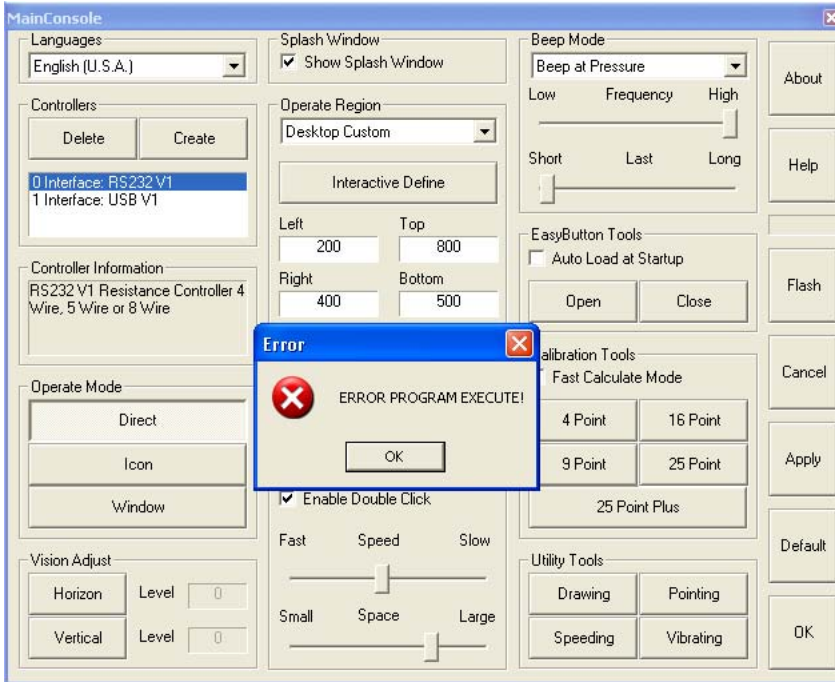 MainConsole
Languages
English (U.S.A.)
Controllers
Delete Create
0 Interface: RS232 V1
1 Interface: USB V1
Controller Information
RS232 V1 Resistance Controller 4
Wire, 5 Wire or 8 Wire
Operate Mode
Direct
Icon
Window
Vision Adjust
Horizon Level 0
Vertical Level 0
Splash Window
Show Splash Window
Operate Region
Desktop Custom
Interactive Define
Left Top
200 800
Right Bottom
400 500
Error
ERROR PROGRAM EXECUTE!
OK
Enable Double Click
Fast Speed Slow
Small Space Large
Beep Mode
Beep at Pressure
Low Frequency High
Short Last Long
EasyButton Tools
Auto Load at Startup
Open Close
alibration Tools
Fast Calculate Mode
4 Point 16 Point
9 Point 25 Point
25 Point Plus
Utility Tools
Drawing Pointing
Speeding Vibrating
About
Help
Flash
Cancel
Apply
Default
OK